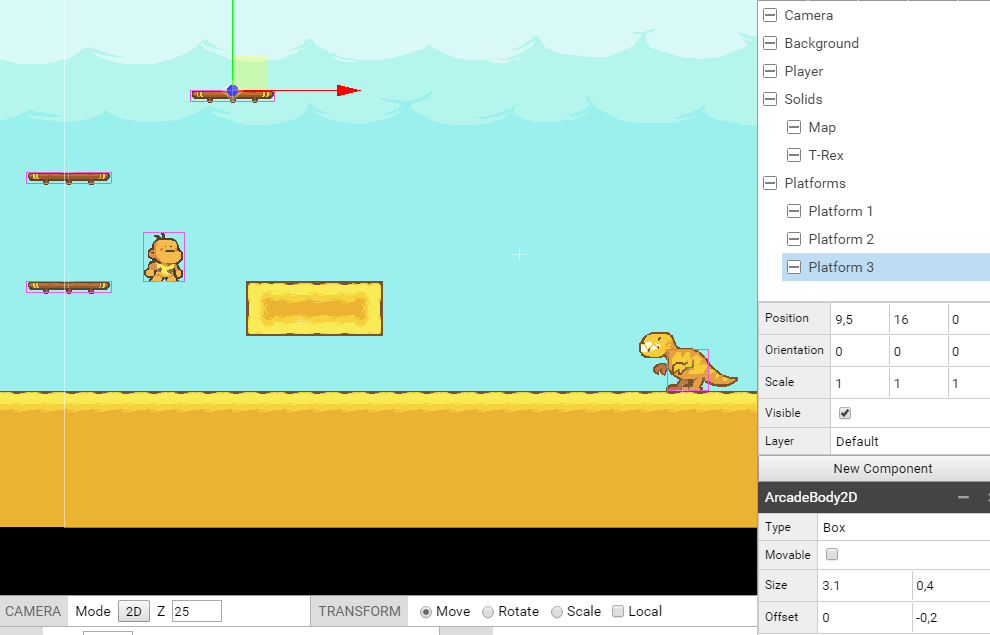 Camera
Background
Player
Solids
Map
T-Rex
Platforms
Platform 1
Platform 2
Platform 3
Position 9,5 16 0
Orientation 0 0 0
Scale 1 1 1
Visible
Layer Default
New Component
ArcadeBody2D
Type Box
Movable
Size 3.1 0,4
Offset 0 -0,2
CAMERA Mode 2D Z 25 TRANSFORM Move Rotate Scale Local